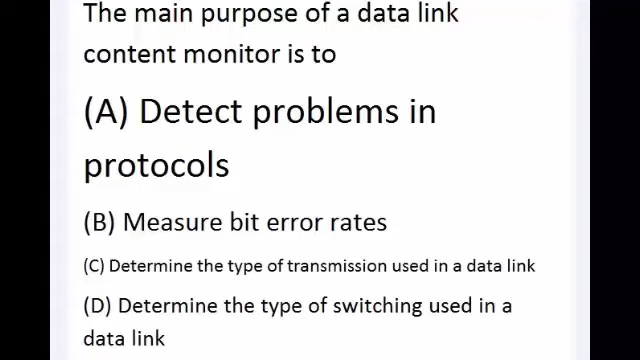 The main purpose of a data link
content monitor is to
(A) Detect problems in
protocols
(B) Measure bit error rates
(C) Determine the type of transmission used in a data link
(D) Determine the type of switching used in a
data link